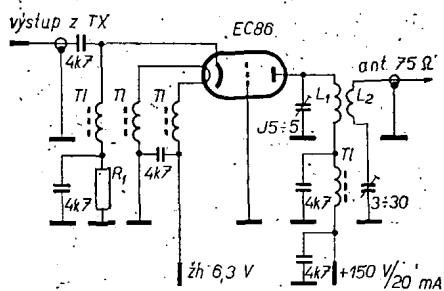 výstup z TX
EC86
4k7
ant. 75 Ω
Tl
Tl
Tl
L₁
L₂
J5÷5
4k7
R₁
4k7
Tl
4k7
4k7
3÷30
žh 6,3 V
4k7
+150 V/20 mA